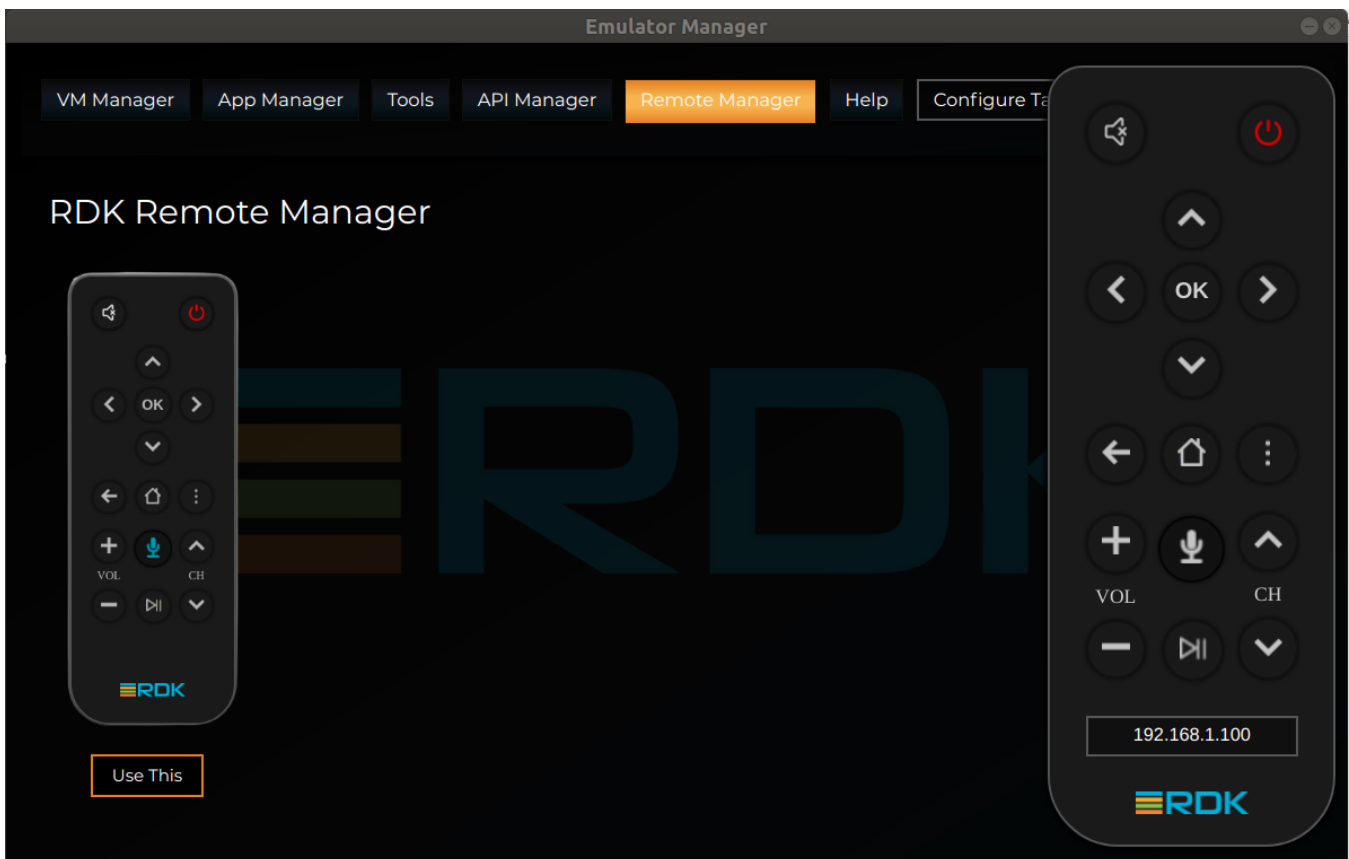 Emulator Manager
VM Manager App Manager Tools API Manager Remote Manager Help Configure Ta
RDK Remote Manager
OK
VOL CH
RDK
Use This
RDK
OK
VOL CH
192.168.1.100
RDK